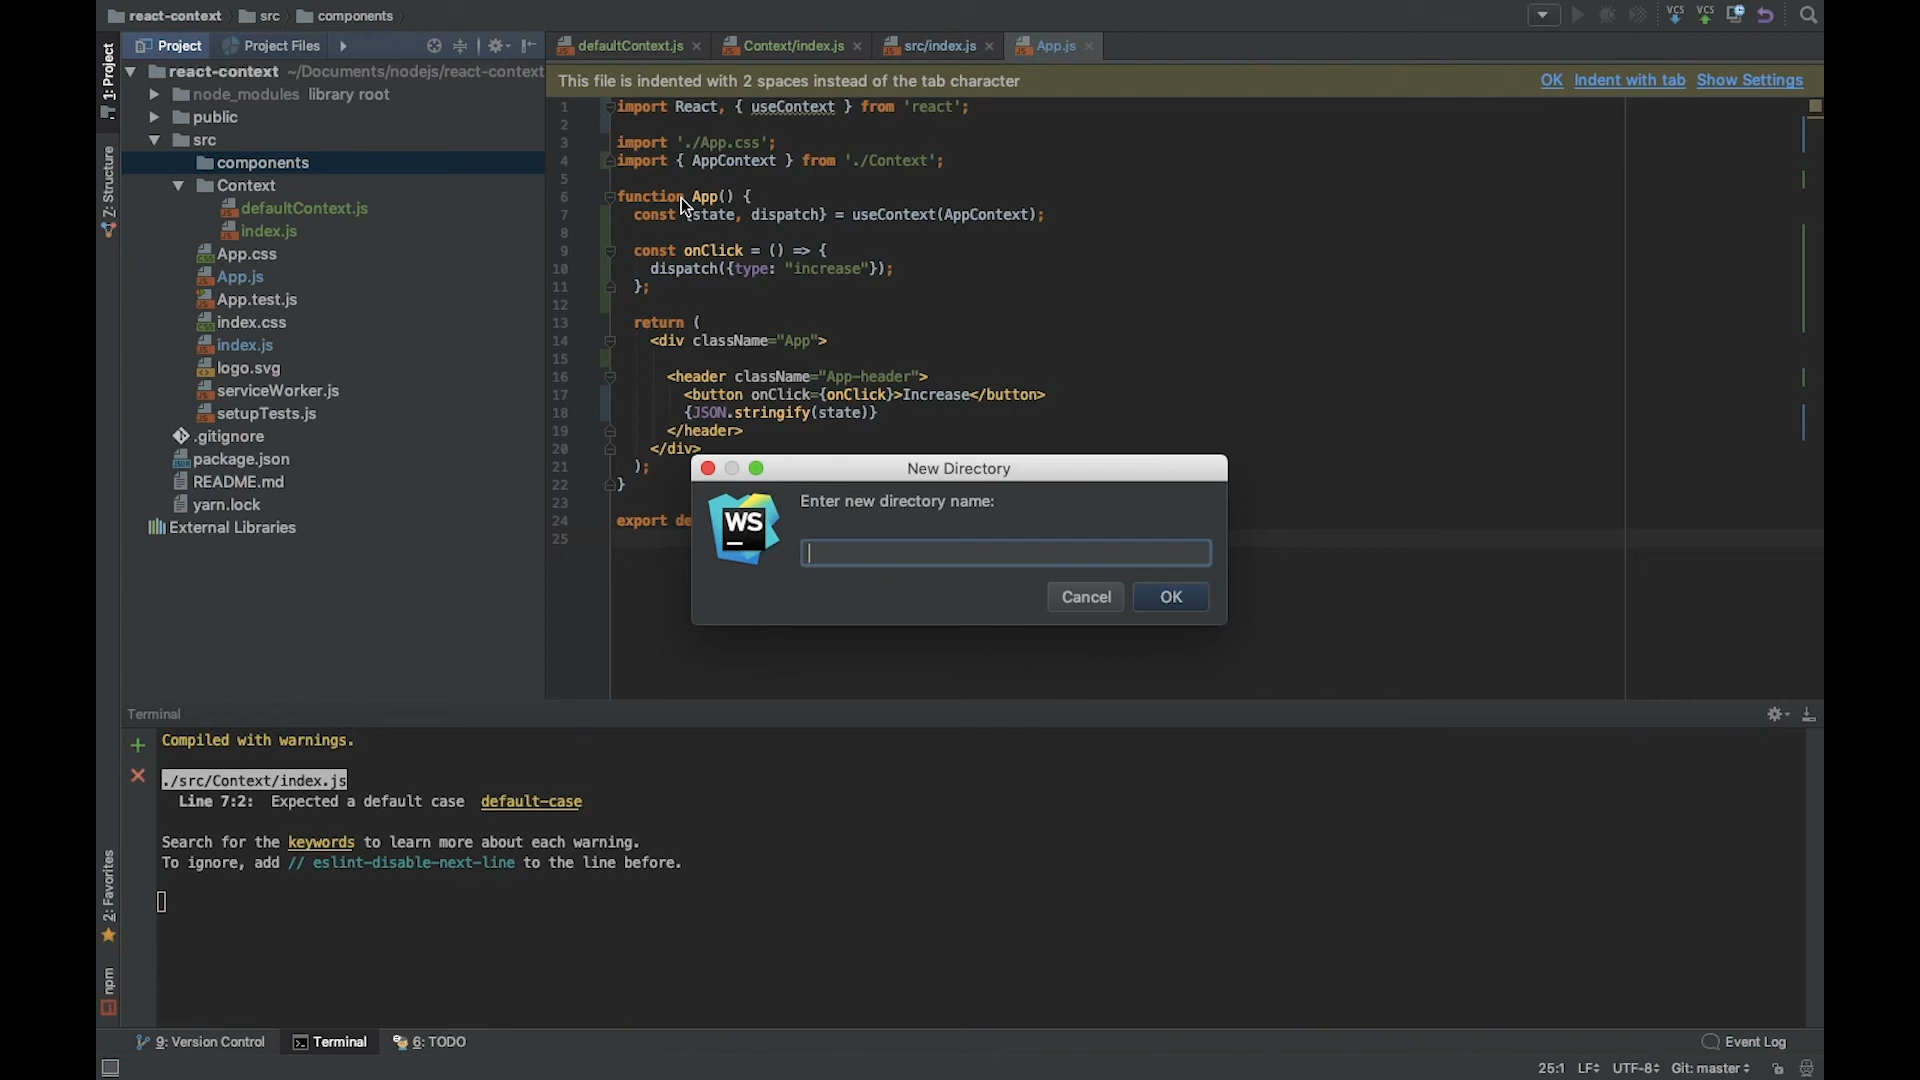 react-context src components
VCS VCS
1: Project
Project Project Files
defaultContext.js Context/index.js src/index.js App.js
This file is indented with 2 spaces instead of the tab character OK Indent with tab Show Settings
react-context ~/Documents/nodejs/react-context
node_modules library root
public
src
components
Context
defaultContext.js
index.js
App.css
App.js
App.test.js
index.css
index.js
logo.svg
serviceWorker.js
setupTests.js
.gitignore
package.json
README.md
yarn.lock
External Libraries
Z: Structure
1 import React, { useContext } from 'react';
2
3 import './App.css';
4 import { AppContext } from './Context';
5
6 function App() {
7 const {state, dispatch} = useContext(AppContext);
8
9 const onClick = () => {
10 dispatch({type: "increase"});
11 };
12
13 return (
14 <div className="App">
15
16 <header className="App-header">
17 <button onClick={onClick}>Increase</button>
18 {JSON.stringify(state)}
19 </header>
20 </div>
21 );
22 }
23
24 export de
25
New Directory
WS
Enter new directory name:
Cancel OK
Terminal
Compiled with warnings.
./src/Context/index.js
Line 7:2: Expected a default case default-case
Search for the keywords to learn more about each warning.
To ignore, add // eslint-disable-next-line to the line before.
2: Favorites
npm
9: Version Control Terminal 6: TODO Event Log
25:1 LF UTF-8 Git: master